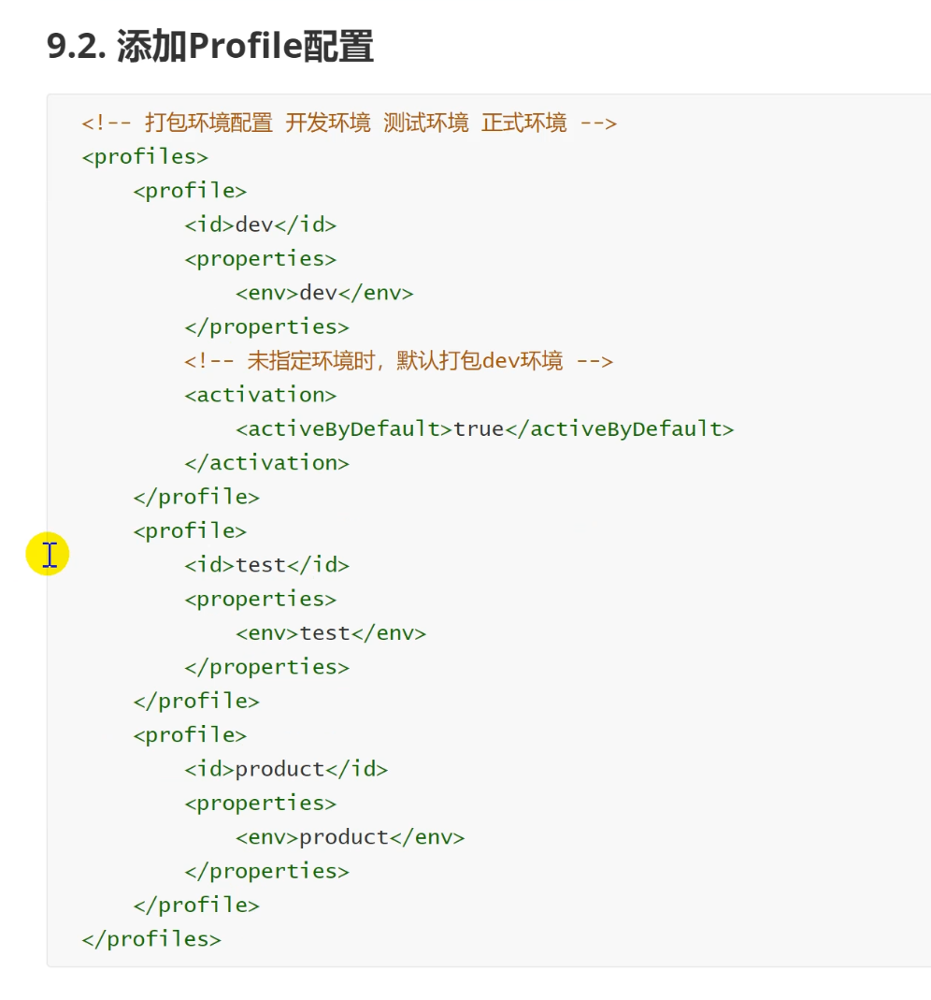 9.2. 添加Profile配置
<!-- 打包环境配置 开发环境 测试环境 正式环境 -->
<profiles>
    <profile>
        <id>dev</id>
        <properties>
            <env>dev</env>
        </properties>
        <!-- 未指定环境时，默认打包dev环境 -->
        <activation>
            <activeByDefault>true</activeByDefault>
        </activation>
    </profile>
    <profile>
        <id>test</id>
        <properties>
            <env>test</env>
        </properties>
    </profile>
    <profile>
        <id>product</id>
        <properties>
            <env>product</env>
        </properties>
    </profile>
</profiles>